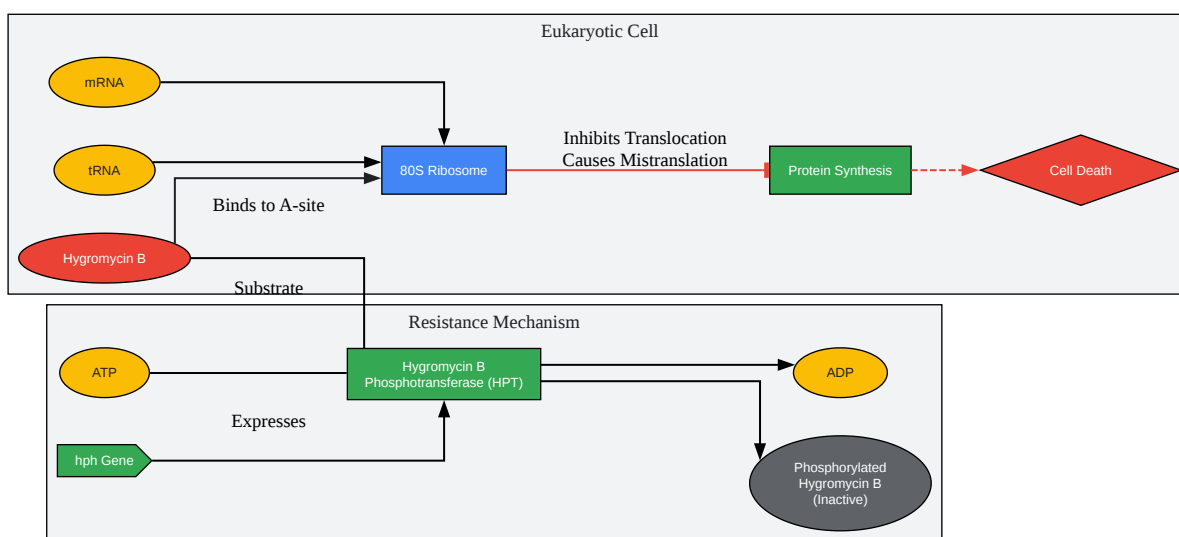 Eukaryotic Cell
mRNA
tRNA
80S Ribosome
Inhibits Translocation
Causes Mistranslation
Protein Synthesis
Cell Death
Binds to A-site
Hygromycin B
Substrate
Resistance Mechanism
ATP
Hygromycin B
Phosphotransferase (HPT)
ADP
Expresses
hph Gene
Phosphorylated
Hygromycin B
(Inactive)